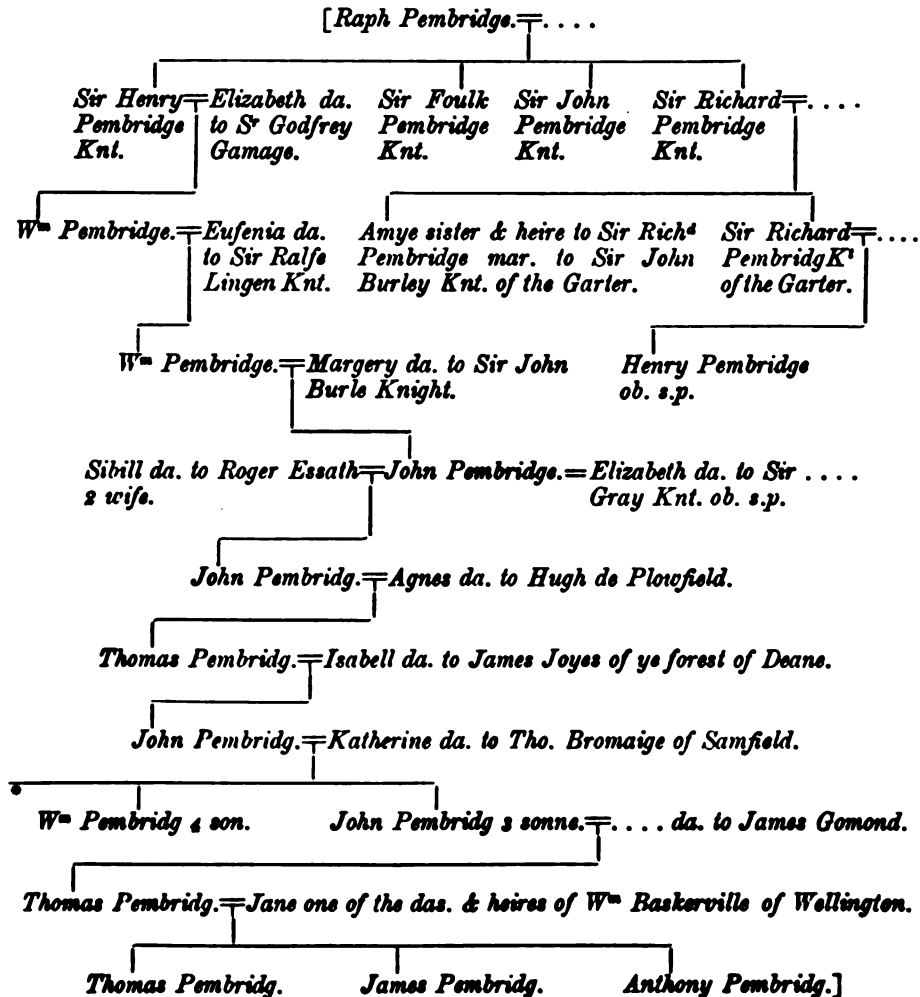 [Raph Pembridge.=. . . .
Sir Henry=Elizabeth da. Sir Foulk Sir John Sir Richard=. . . .
Pembridge to Sr Godfrey Pembridge Pembridge Pembridge
Knt. Gamage. Knt. Knt. Knt.
Wm Pembridge.=Eufenia da. Amye sister & heire to Sir Richd Sir Richard=. . . .
to Sir Ralfe Pembridge mar. to Sir John Pembridg Kt
Lingen Knt. Burley Knt. of the Garter. of the Garter.
Wm Pembridge.=Margery da. to Sir John Henry Pembridge
Burle Knight. ob. s.p.
Sibill da. to Roger Essath=John Pembridge.=Elizabeth da. to Sir . . . .
2 wife. Gray Knt. ob. s.p.
John Pembridg.=Agnes da. to Hugh de Plowfield.
Thomas Pembridg.=Isabell da. to James Joyes of ye forest of Deane.
John Pembridg.=Katherine da. to Tho. Bromaige of Samfield.
*
Wm Pembridg 4 son. John Pembridg 3 sonne.=. . . . da. to James Gomond.
Thomas Pembridg.=Jane one of the das. & heires of Wm Baskerville of Wellington.
Thomas Pembridg. James Pembridg. Anthony Pembridg.]